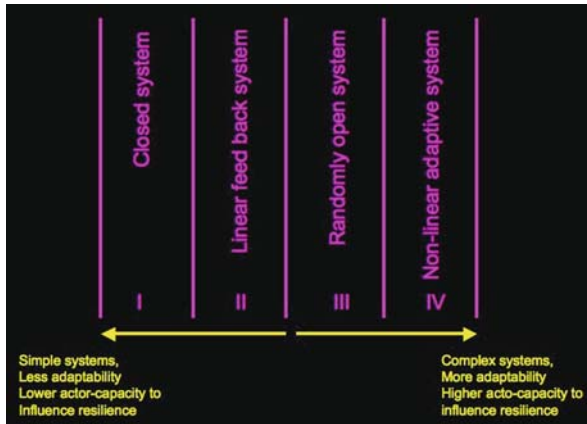 Closed system
Linear feed back system
Randomly open system
Non-linear adaptive system
I
II
III
IV
Simple systems,
Less adaptability
Lower actor-capacity to
Influence resilience
Complex systems,
More adaptability
Higher acto-capacity to
influence resilience